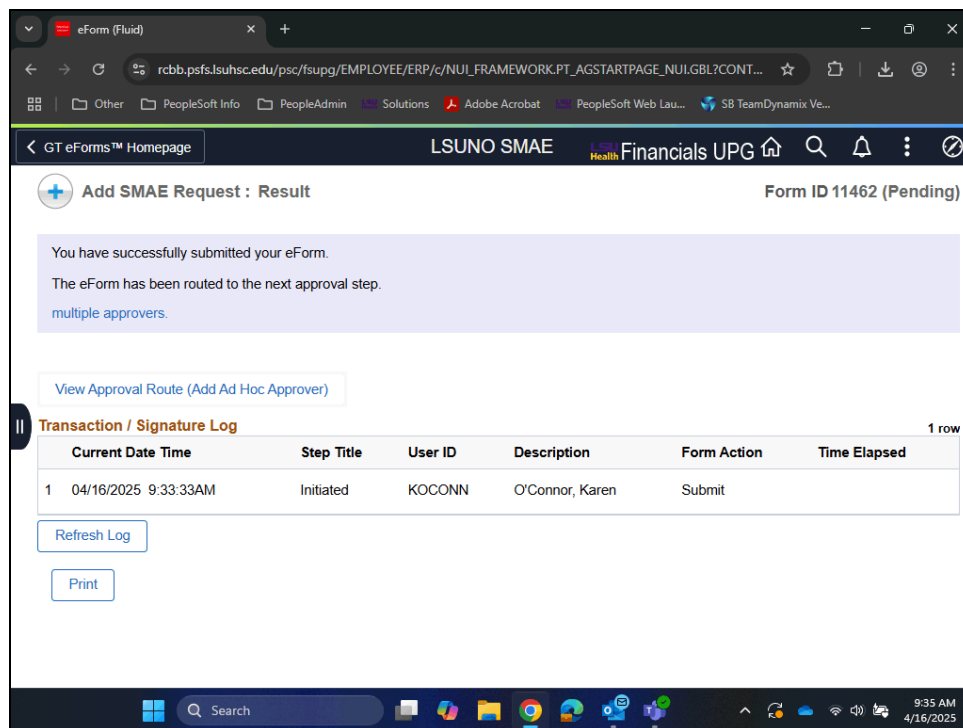 eForm (Fluid)
rcbb.psfs.lsuhsc.edu/psc/fsupg/EMPLOYEE/ERP/c/NUI_FRAMEWORK.PT_AGSTARTPAGE_NUI.GBL?CONT...
Other PeopleSoft Info PeopleAdmin Solutions Adobe Acrobat PeopleSoft Web Lau... SB TeamDynamix Ve...
GT eForms™ Homepage LSUNO SMAE LSU Health Financials UPG
Add SMAE Request : Result Form ID 11462 (Pending)
You have successfully submitted your eForm.
The eForm has been routed to the next approval step.
multiple approvers.
View Approval Route (Add Ad Hoc Approver)
Transaction / Signature Log 1 row
Current Date Time Step Title User ID Description Form Action Time Elapsed
1 04/16/2025 9:33:33AM Initiated KOCONN O'Connor, Karen Submit
Refresh Log
Print
Search 9:35 AM
4/16/2025